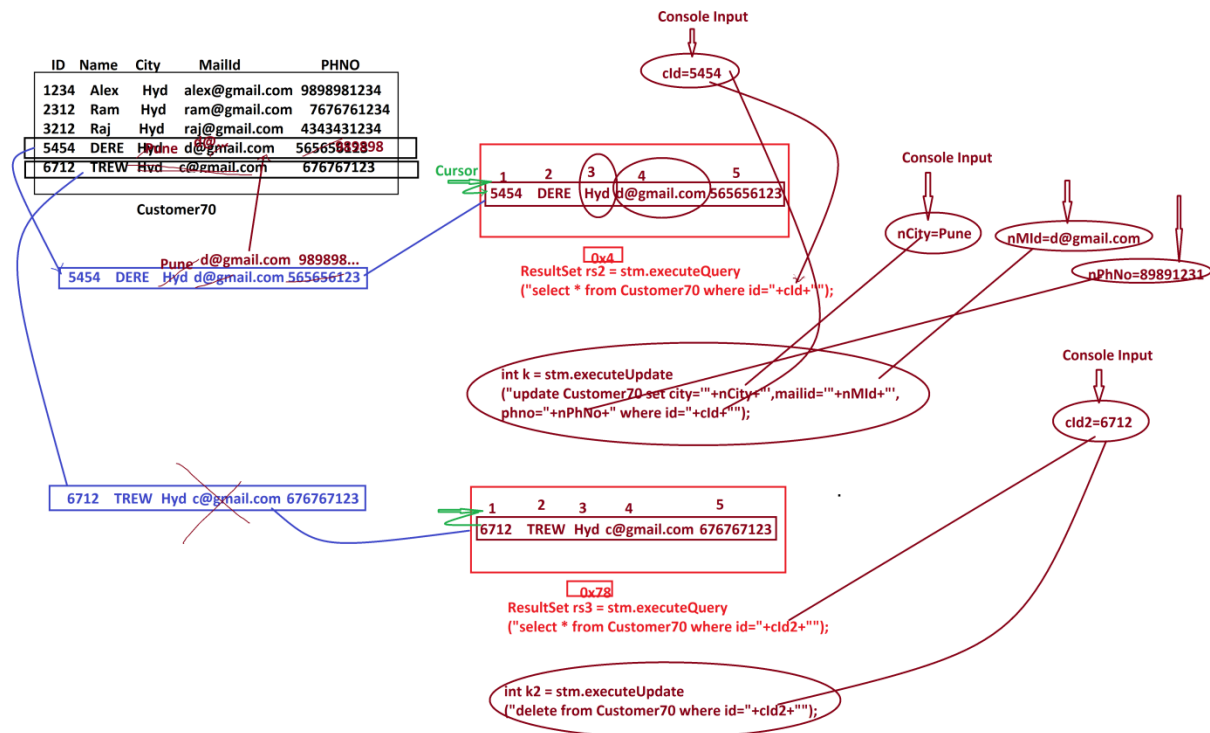 Console Input
ID Name City MailId PHNO
cId=5454
1234 Alex Hyd alex@gmail.com 9898981234
2312 Ram Hyd ram@gmail.com 7676761234
3212 Raj Hyd raj@gmail.com 4343431234
5454 DERE Hyd d@gmail.com 565656123
Pune 989898
6712 TREW Hyd c@gmail.com 676767123
Customer70
Cursor
1 2 3 4 5
5454 DERE Hyd d@gmail.com 565656123
0x4
ResultSet rs2 = stm.executeQuery
("select * from Customer70 where id="+cId+"");
Console Input
nCity=Pune
nMId=d@gmail.com
nPhNo=89891231
Pune d@gmail.com 989898...
5454 DERE Hyd d@gmail.com 565656123
int k = stm.executeUpdate
("update Customer70 set city='"+nCity+"',mailid='"+nMId+"',
phno="+nPhNo+" where id="+cId+"");
Console Input
cId2=6712
6712 TREW Hyd c@gmail.com 676767123
1 2 3 4 5
6712 TREW Hyd c@gmail.com 676767123
0x78
ResultSet rs3 = stm.executeQuery
("select * from Customer70 where id="+cId2+"");
int k2 = stm.executeUpdate
("delete from Customer70 where id="+cId2+"");